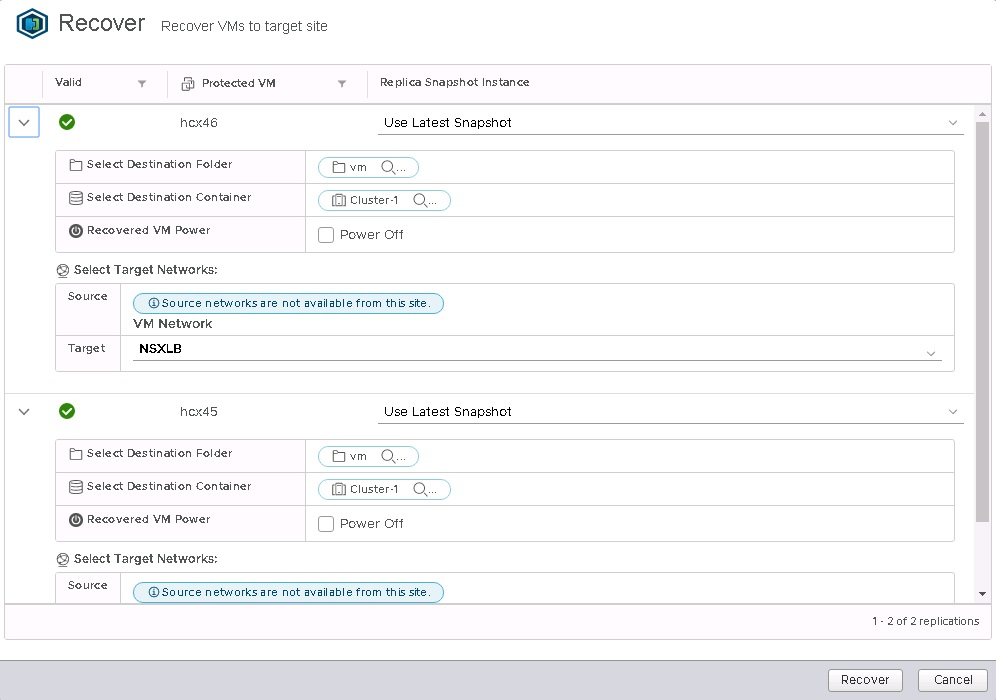 Recover Recover VMs to target site
Valid Protected VM Replica Snapshot Instance
hcx46 Use Latest Snapshot
Select Destination Folder vm ...
Select Destination Container Cluster-1 ...
Recovered VM Power Power Off
Select Target Networks:
Source Source networks are not available from this site.
VM Network
Target NSXLB
hcx45 Use Latest Snapshot
Select Destination Folder vm ...
Select Destination Container Cluster-1 ...
Recovered VM Power Power Off
Select Target Networks:
Source Source networks are not available from this site.
1 - 2 of 2 replications
Recover Cancel